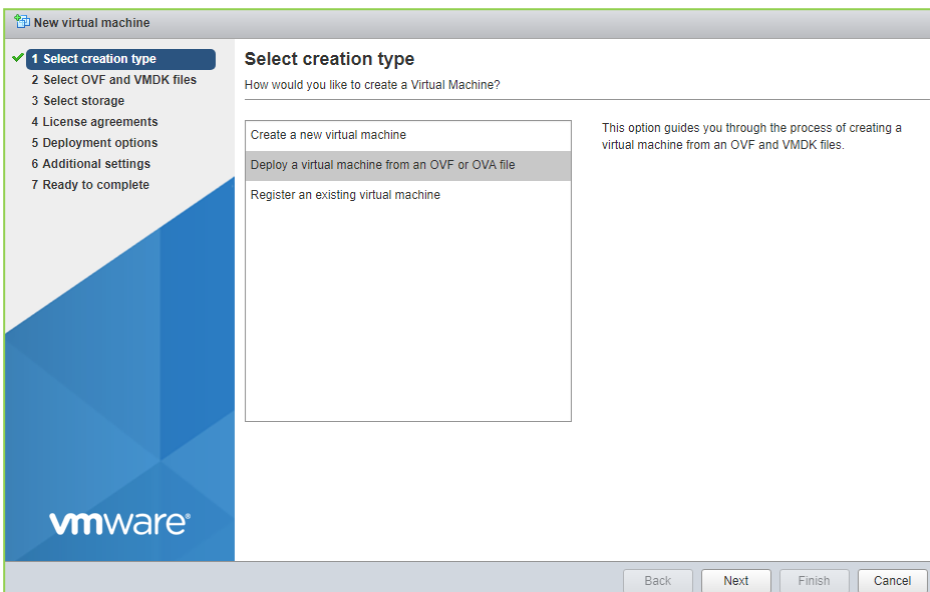 New virtual machine
1 Select creation type
2 Select OVF and VMDK files
3 Select storage
4 License agreements
5 Deployment options
6 Additional settings
7 Ready to complete
vmware®
Select creation type
How would you like to create a Virtual Machine?
Create a new virtual machine
Deploy a virtual machine from an OVF or OVA file
Register an existing virtual machine
This option guides you through the process of creating a
virtual machine from an OVF and VMDK files.
Back Next Finish Cancel